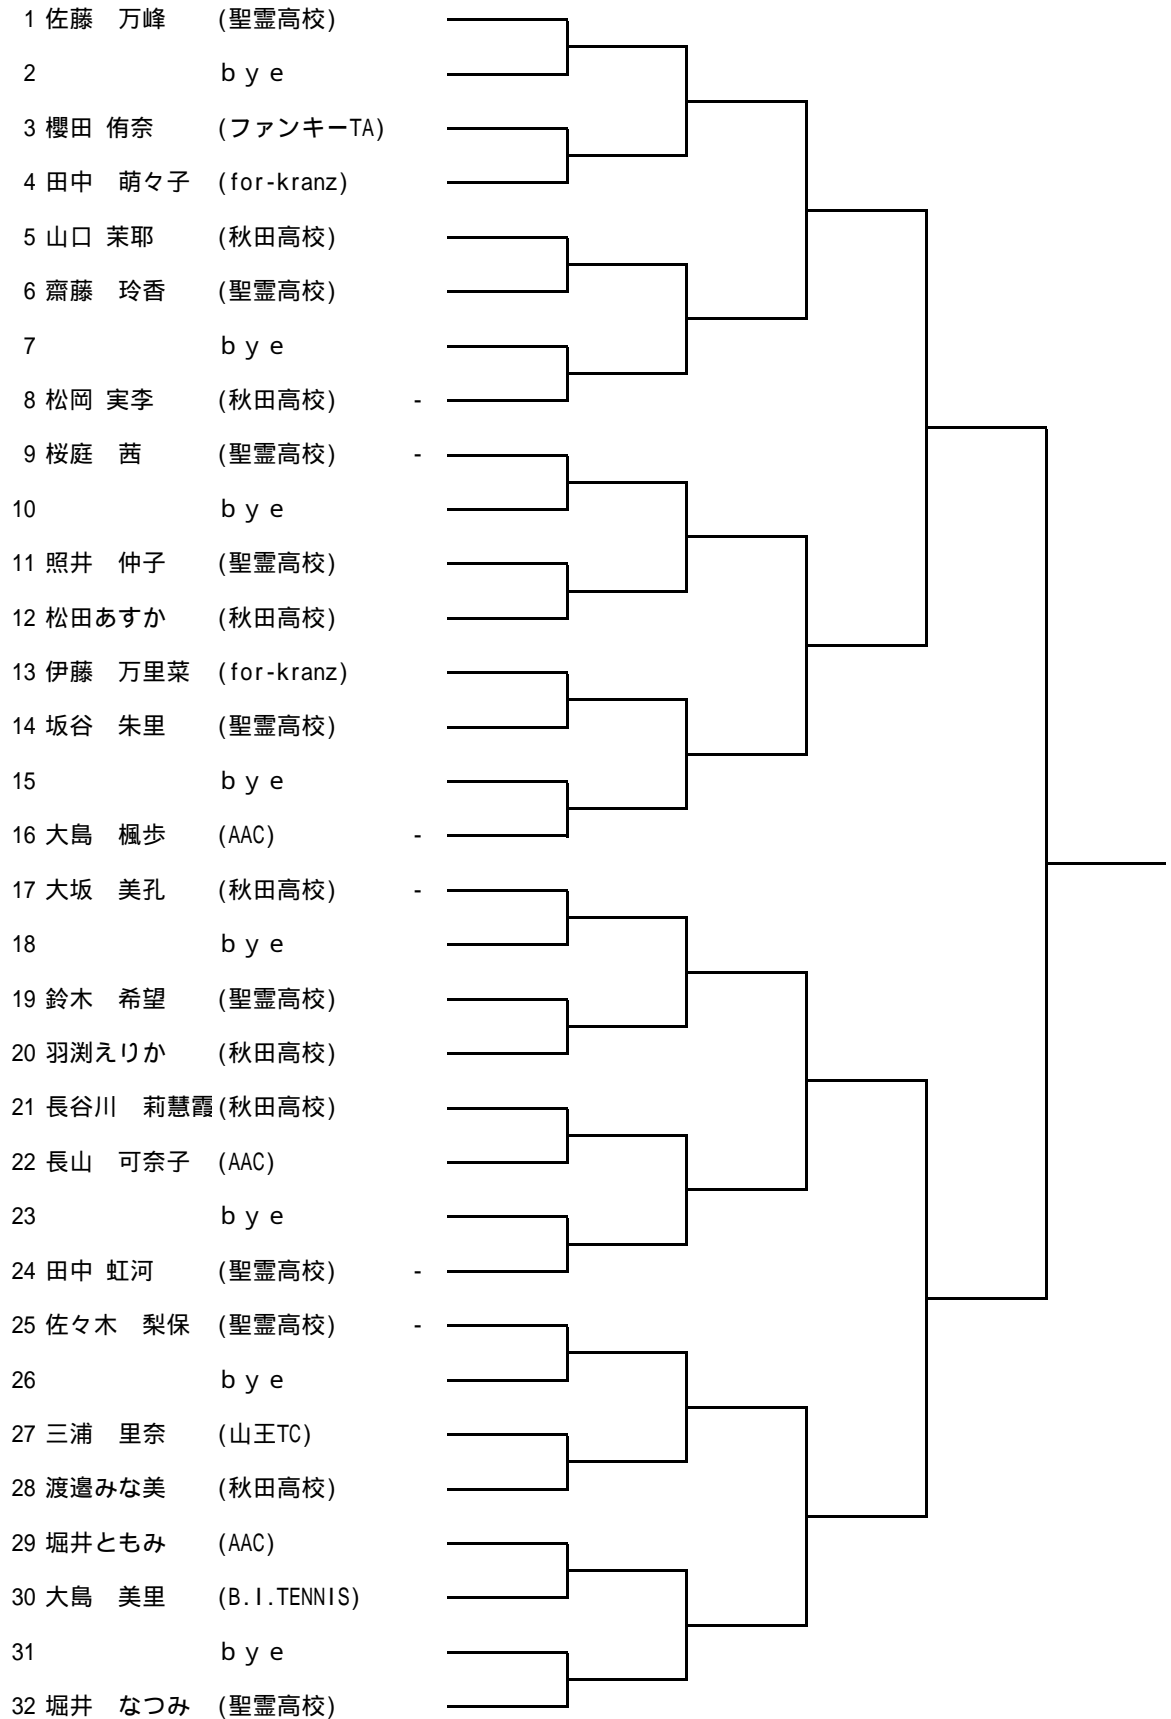 1 佐藤　万峰 (聖霊高校)
2 ｂｙｅ
3 櫻田 侑奈 (ファンキーTA)
4 田中　萌々子 (for-kranz)
5 山口 茉耶 (秋田高校)
6 齋藤　玲香 (聖霊高校)
7 ｂｙｅ
8 松岡 実李 (秋田高校) -
9 桜庭　茜 (聖霊高校) -
10 ｂｙｅ
11 照井　仲子 (聖霊高校)
12 松田あすか (秋田高校)
13 伊藤　万里菜 (for-kranz)
14 坂谷　朱里 (聖霊高校)
15 ｂｙｅ
16 大島　楓歩 (AAC) -
17 大坂　美孔 (秋田高校) -
18 ｂｙｅ
19 鈴木　希望 (聖霊高校)
20 羽渕えりか (秋田高校)
21 長谷川　莉慧霞 (秋田高校)
22 長山　可奈子 (AAC)
23 ｂｙｅ
24 田中 虹河 (聖霊高校) -
25 佐々木　梨保 (聖霊高校) -
26 ｂｙｅ
27 三浦　里奈 (山王TC)
28 渡邉みな美 (秋田高校)
29 堀井ともみ (AAC)
30 大島　美里 (B.I.TENNIS)
31 ｂｙｅ
32 堀井　なつみ (聖霊高校)